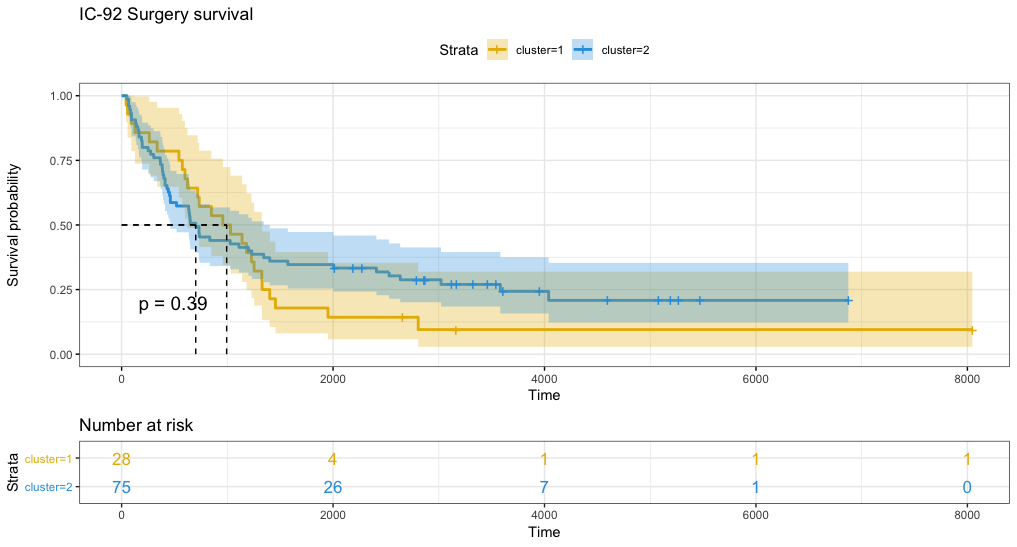 IC-92 Surgery survival
Strata cluster=1 cluster=2
Survival probability
1.00
0.75
0.50
0.25
0.00
p = 0.39
0 2000 4000 6000 8000
Time
Number at risk
Strata
cluster=1 28 4 1 1 1
cluster=2 75 26 7 1 0
0 2000 4000 6000 8000
Time